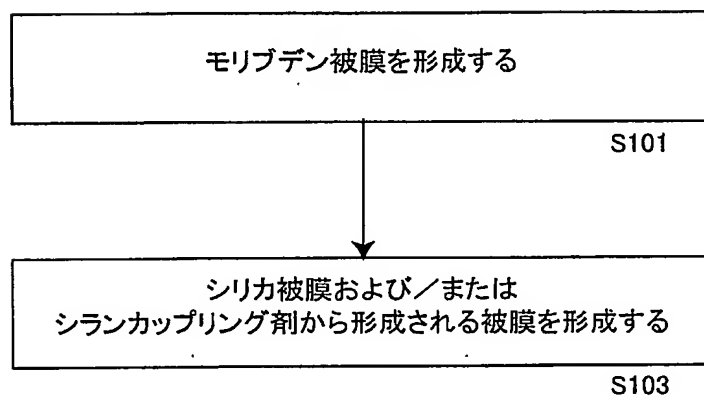 モリブデン被膜を形成する
S101
シリカ被膜および／または
シランカップリング剤から形成される被膜を形成する
S103